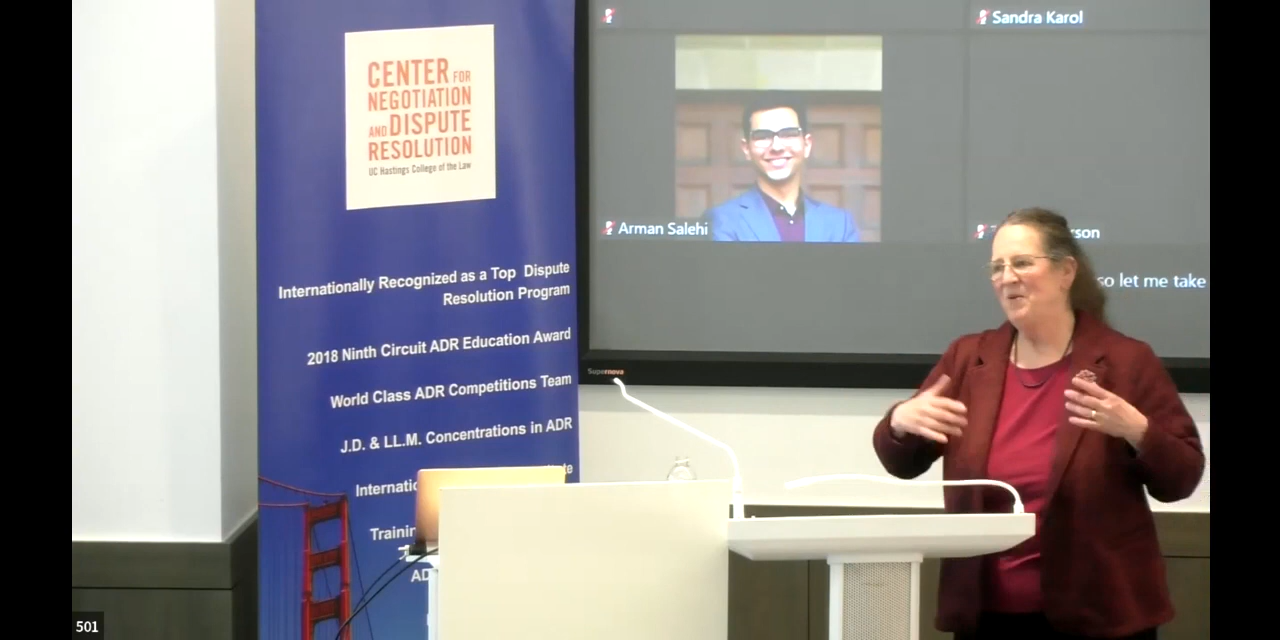 CENTER FOR
NEGOTIATION
AND DISPUTE
RESOLUTION
UC Hastings College of the Law
Internationally Recognized as a Top Dispute
Resolution Program
2018 Ninth Circuit ADR Education Award
World Class ADR Competitions Team
J.D. & LL.M. Concentrations in ADR
Sandra Karol
Arman Salehi
so let me take
Supernova
501